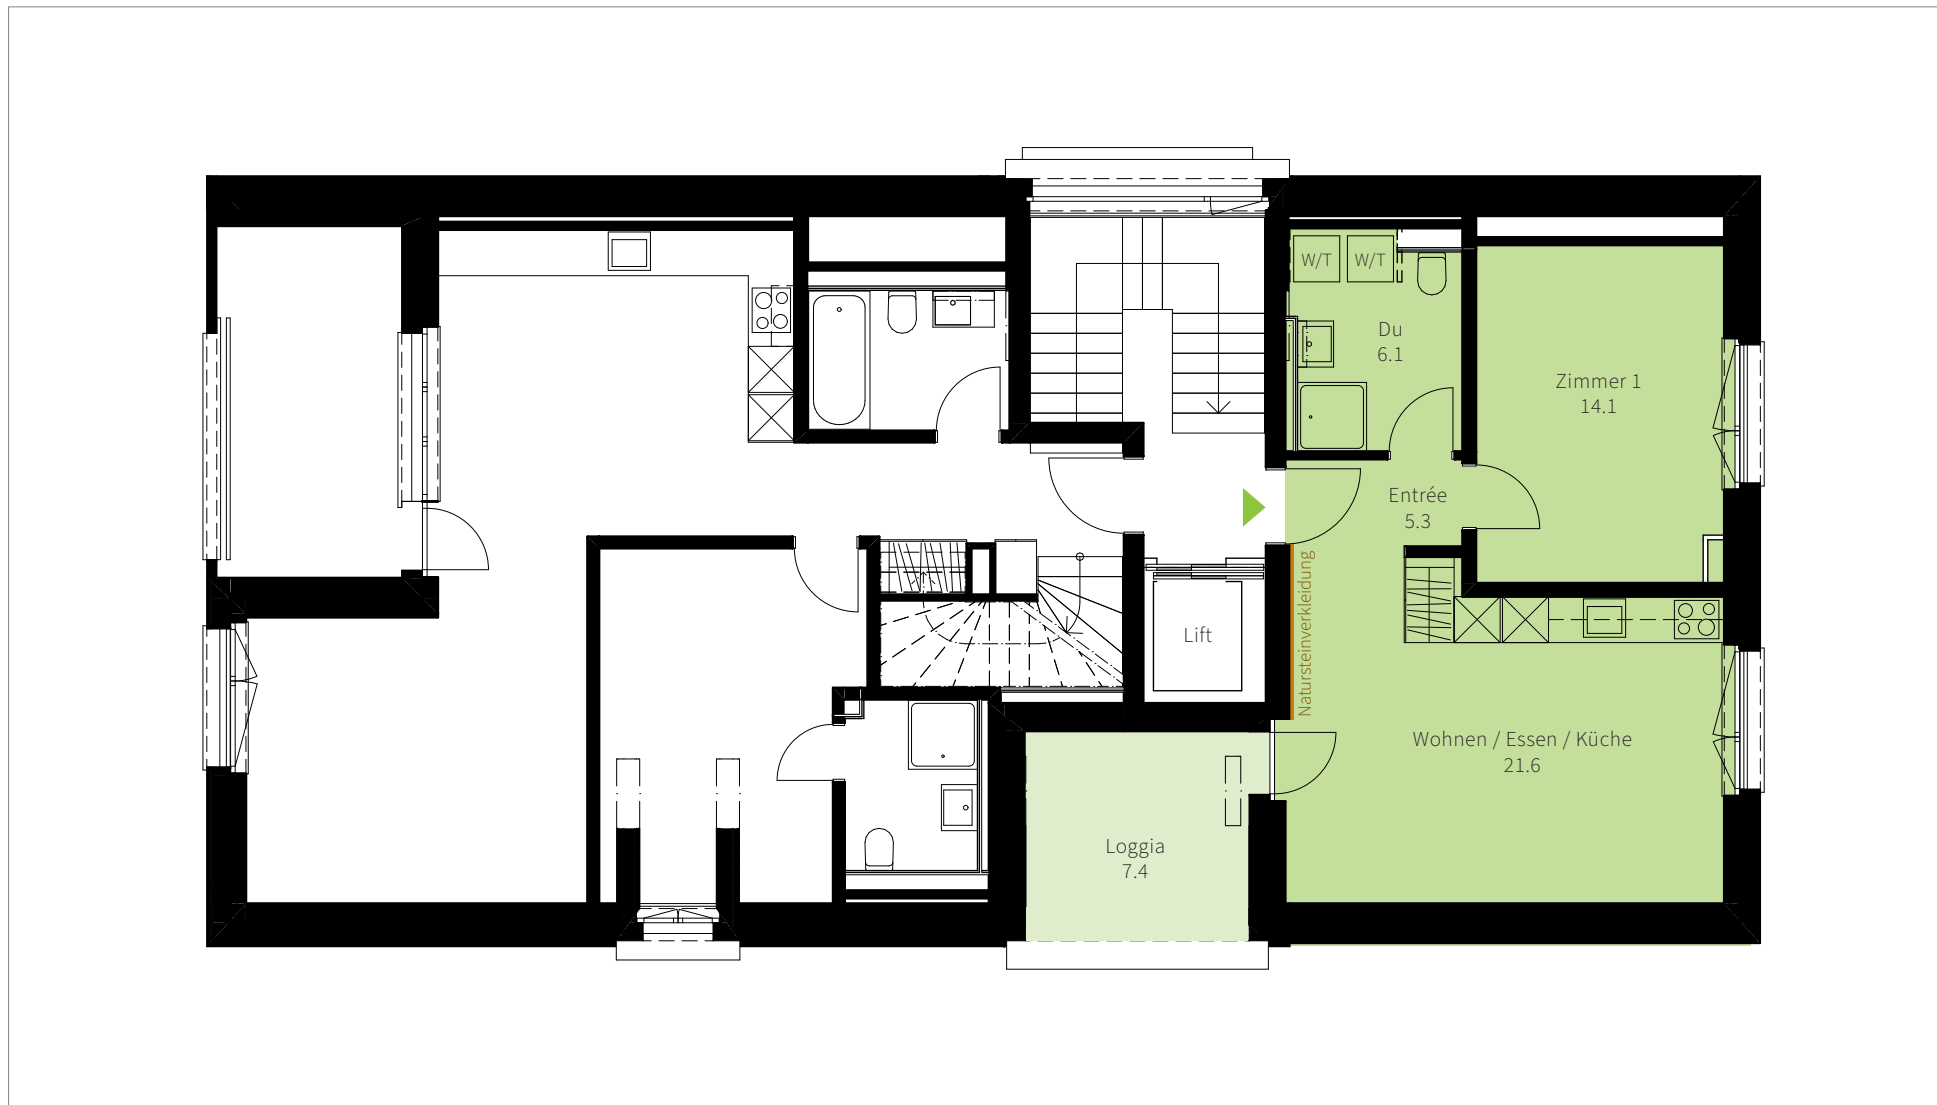 W/T
W/T
Du
6.1
Zimmer 1
14.1
Entrée
5.3
Natursteinverkleidung
Lift
Wohnen / Essen / Küche
21.6
Loggia
7.4